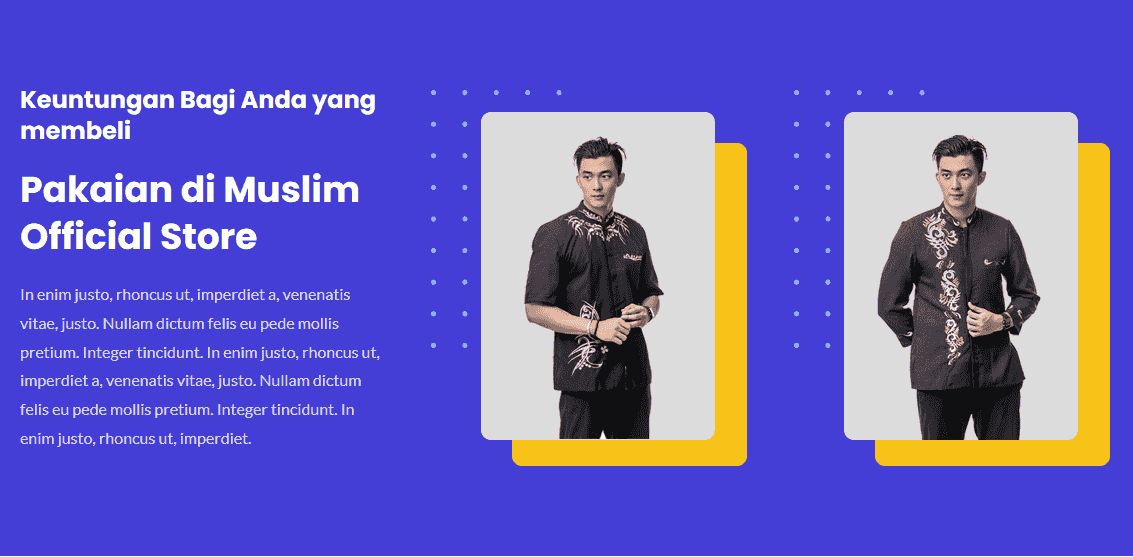 Keuntungan Bagi Anda yang
membeli
Pakaian di Muslim
Official Store
In enim justo, rhoncus ut, imperdiet a, venenatis
vitae, justo. Nullam dictum felis eu pede mollis
pretium. Integer tincidunt. In enim justo, rhoncus ut,
imperdiet a, venenatis vitae, justo. Nullam dictum
felis eu pede mollis pretium. Integer tincidunt. In
enim justo, rhoncus ut, imperdiet.